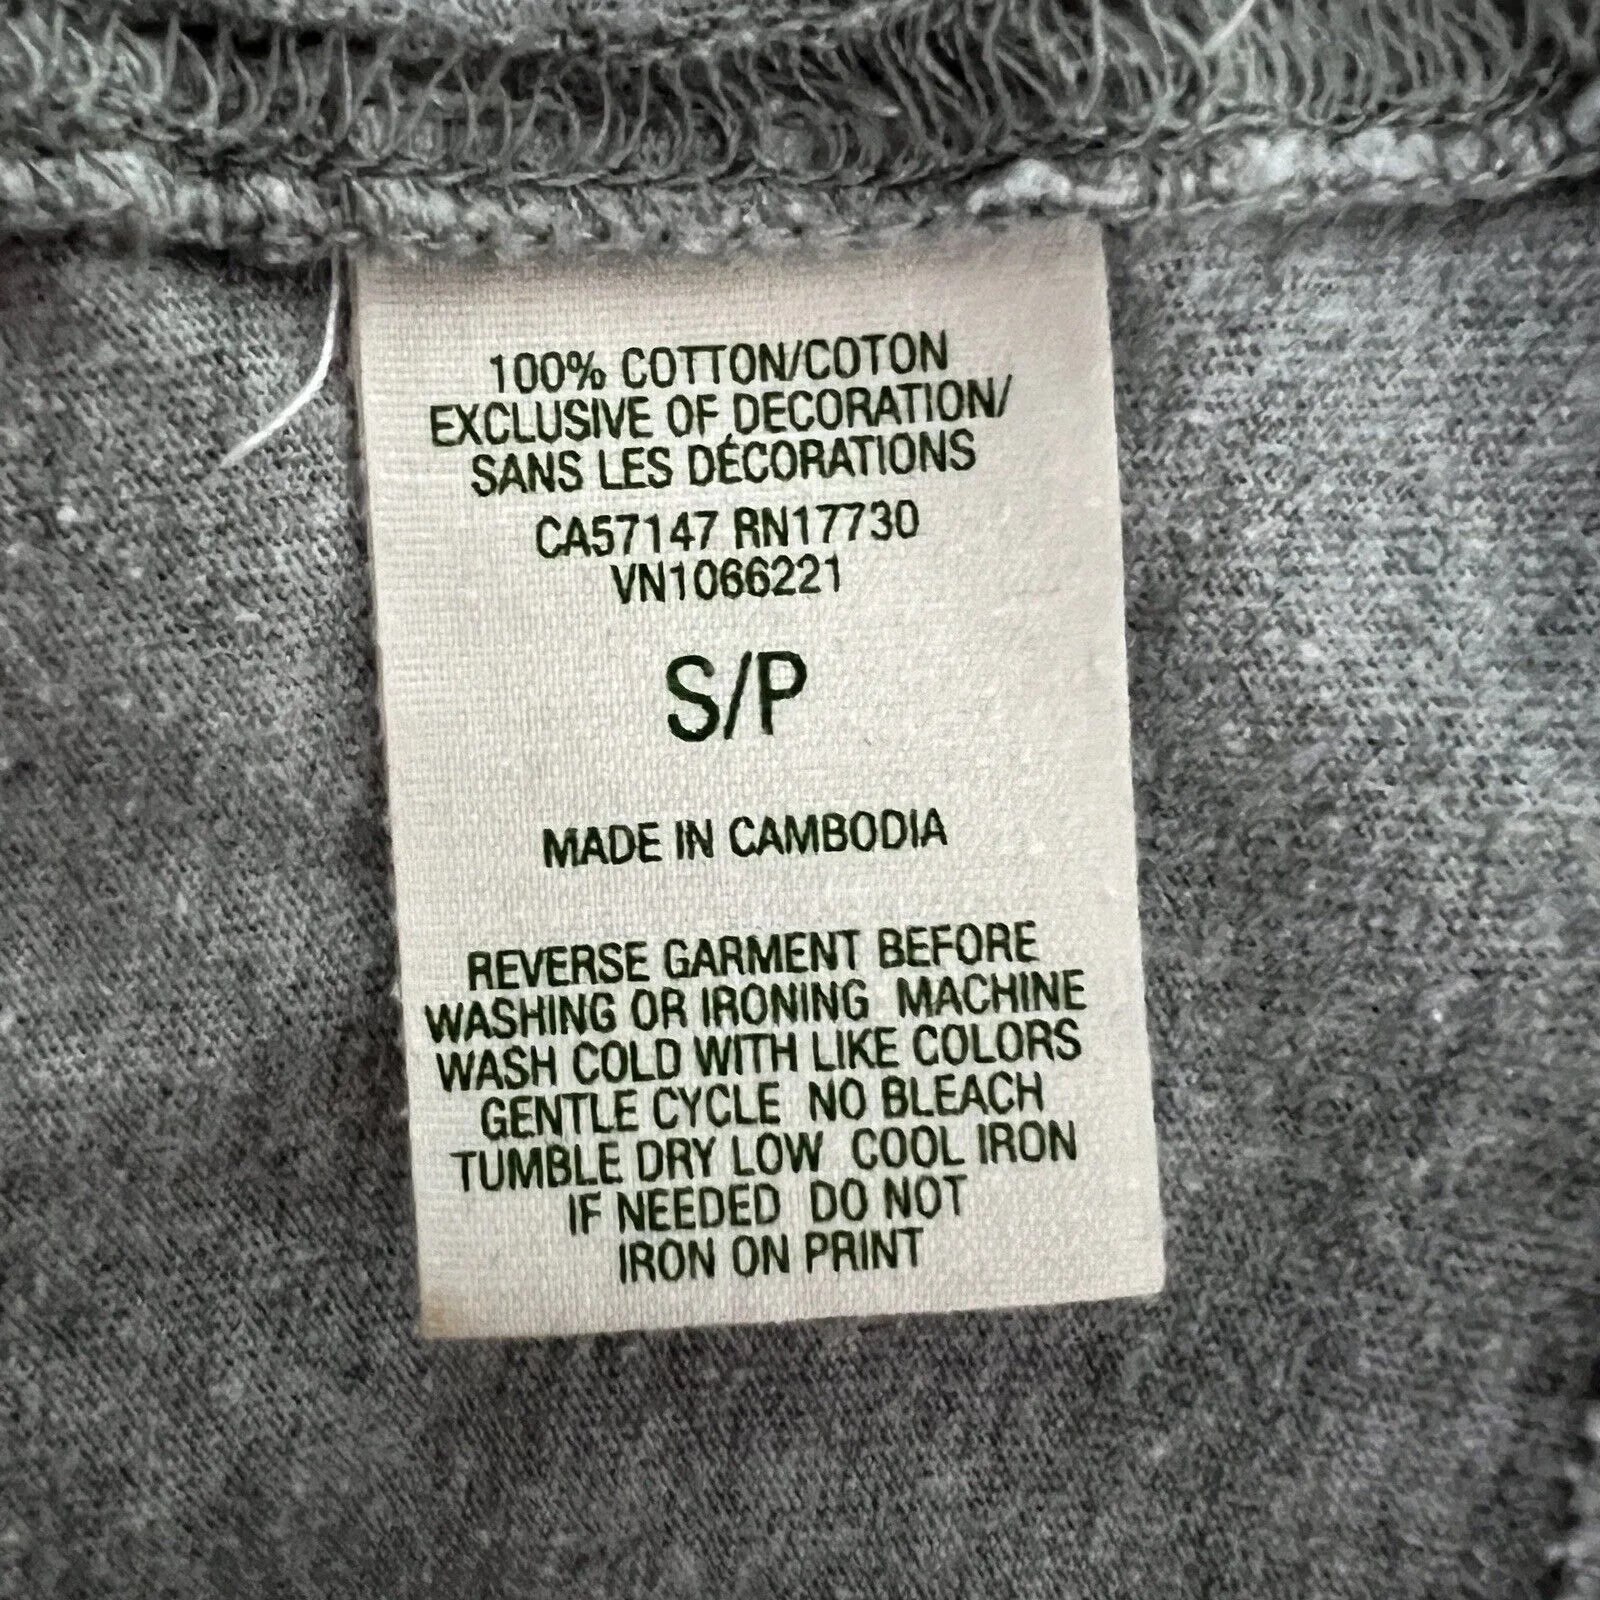 100% COTTON/COTON
EXCLUSIVE OF DECORATION/
SANS LES DÉCORATIONS
CA57147 RN17730
VN1066221
S/P
MADE IN CAMBODIA
REVERSE GARMENT BEFORE
WASHING OR IRONING MACHINE
WASH COLD WITH LIKE COLORS
GENTLE CYCLE NO BLEACH
TUMBLE DRY LOW COOL IRON
IF NEEDED DO NOT
IRON ON PRINT